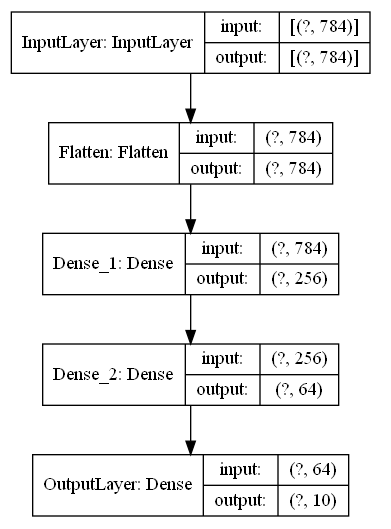 InputLayer: InputLayer input: [(?, 784)]
output: [(?, 784)]
Flatten: Flatten input: (?, 784)
output: (?, 784)
Dense_1: Dense input: (?, 784)
output: (?, 256)
Dense_2: Dense input: (?, 256)
output: (?, 64)
OutputLayer: Dense input: (?, 64)
output: (?, 10)